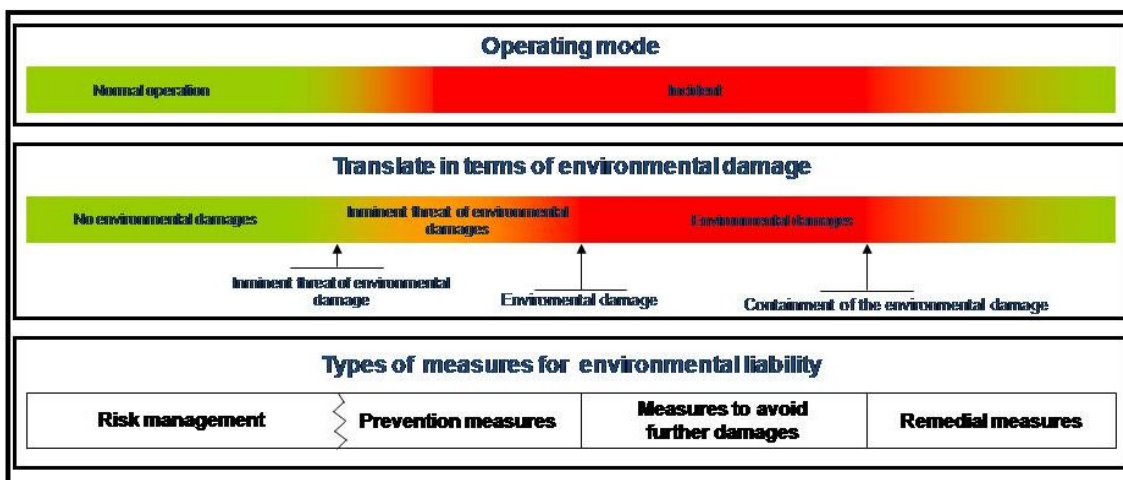 Operating mode
Normal operation
Incident
Translate in terms of environmental damage
No environmental damages
Imminent threat of environmental
damages
Environmental damages
Imminent threat of environmental
damage
Enviromental damage
Containment of the environmental damage
Types of measures for environmental liability
Risk management
Prevention measures
Measures to avoid
further damages
Remedial measures